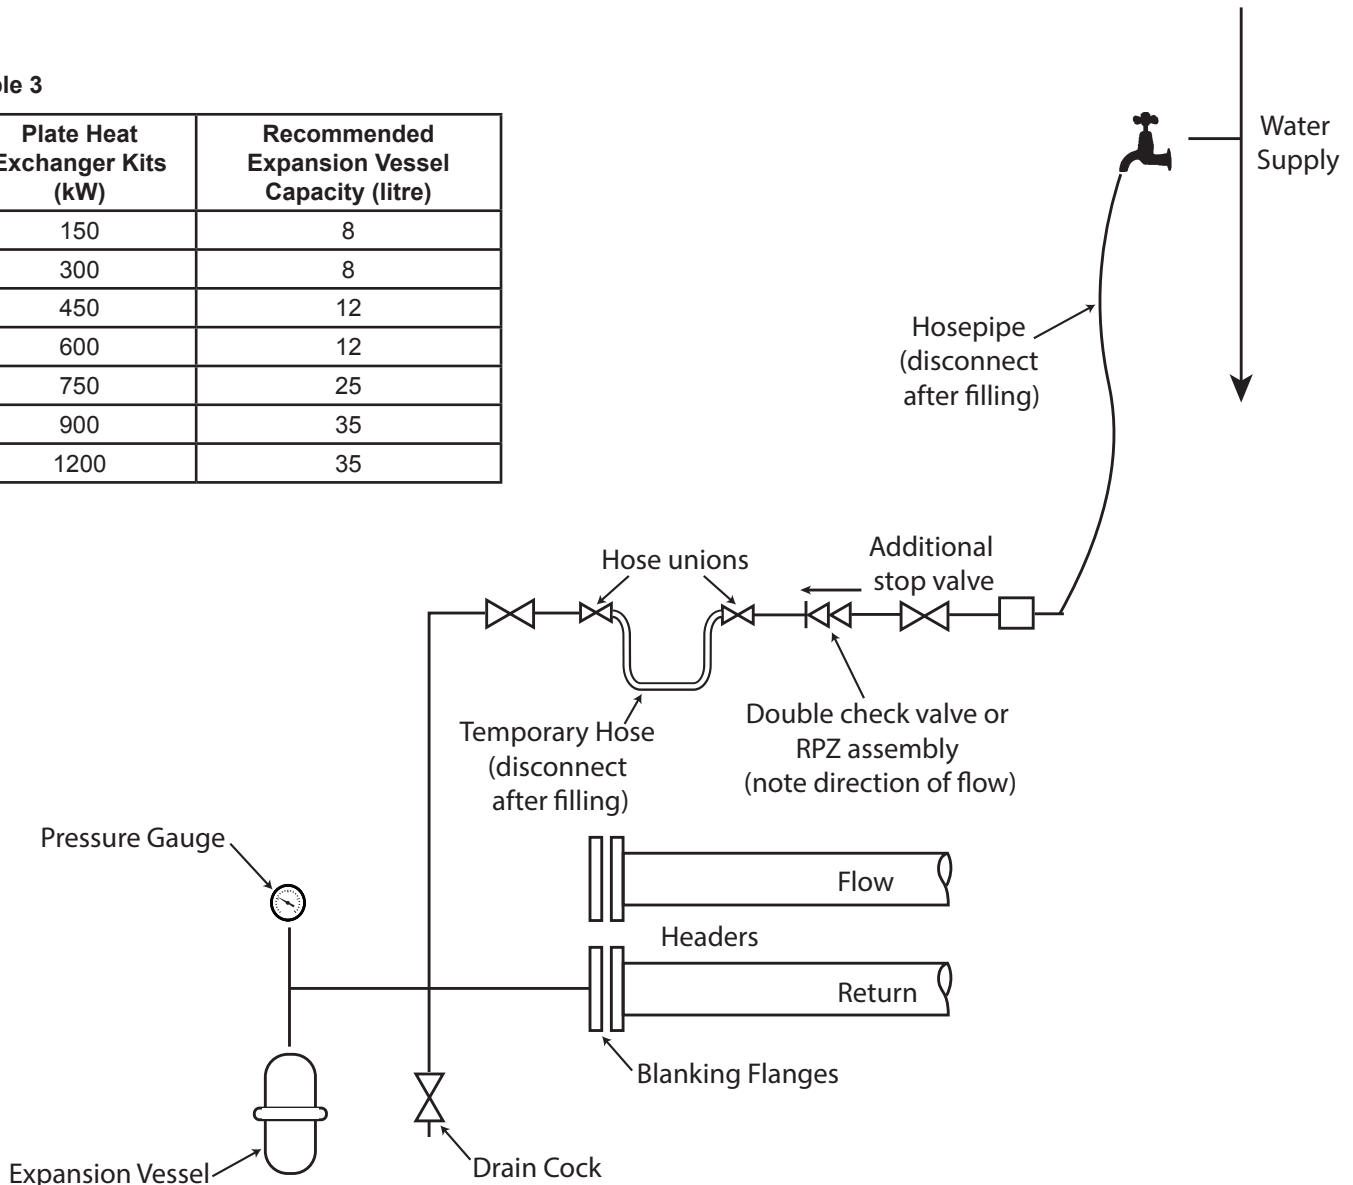 ble 3
Plate Heat
Exchanger Kits
(kW)
Recommended
Expansion Vessel
Capacity (litre)
150
8
300
8
450
12
600
12
750
25
900
35
1200
35
Water
Supply
Hosepipe
(disconnect
after filling)
Hose unions
Additional
stop valve
Temporary Hose
(disconnect
after filling)
Double check valve or
RPZ assembly
(note direction of flow)
Pressure Gauge
Flow
Headers
Return
Blanking Flanges
Drain Cock
Expansion Vessel